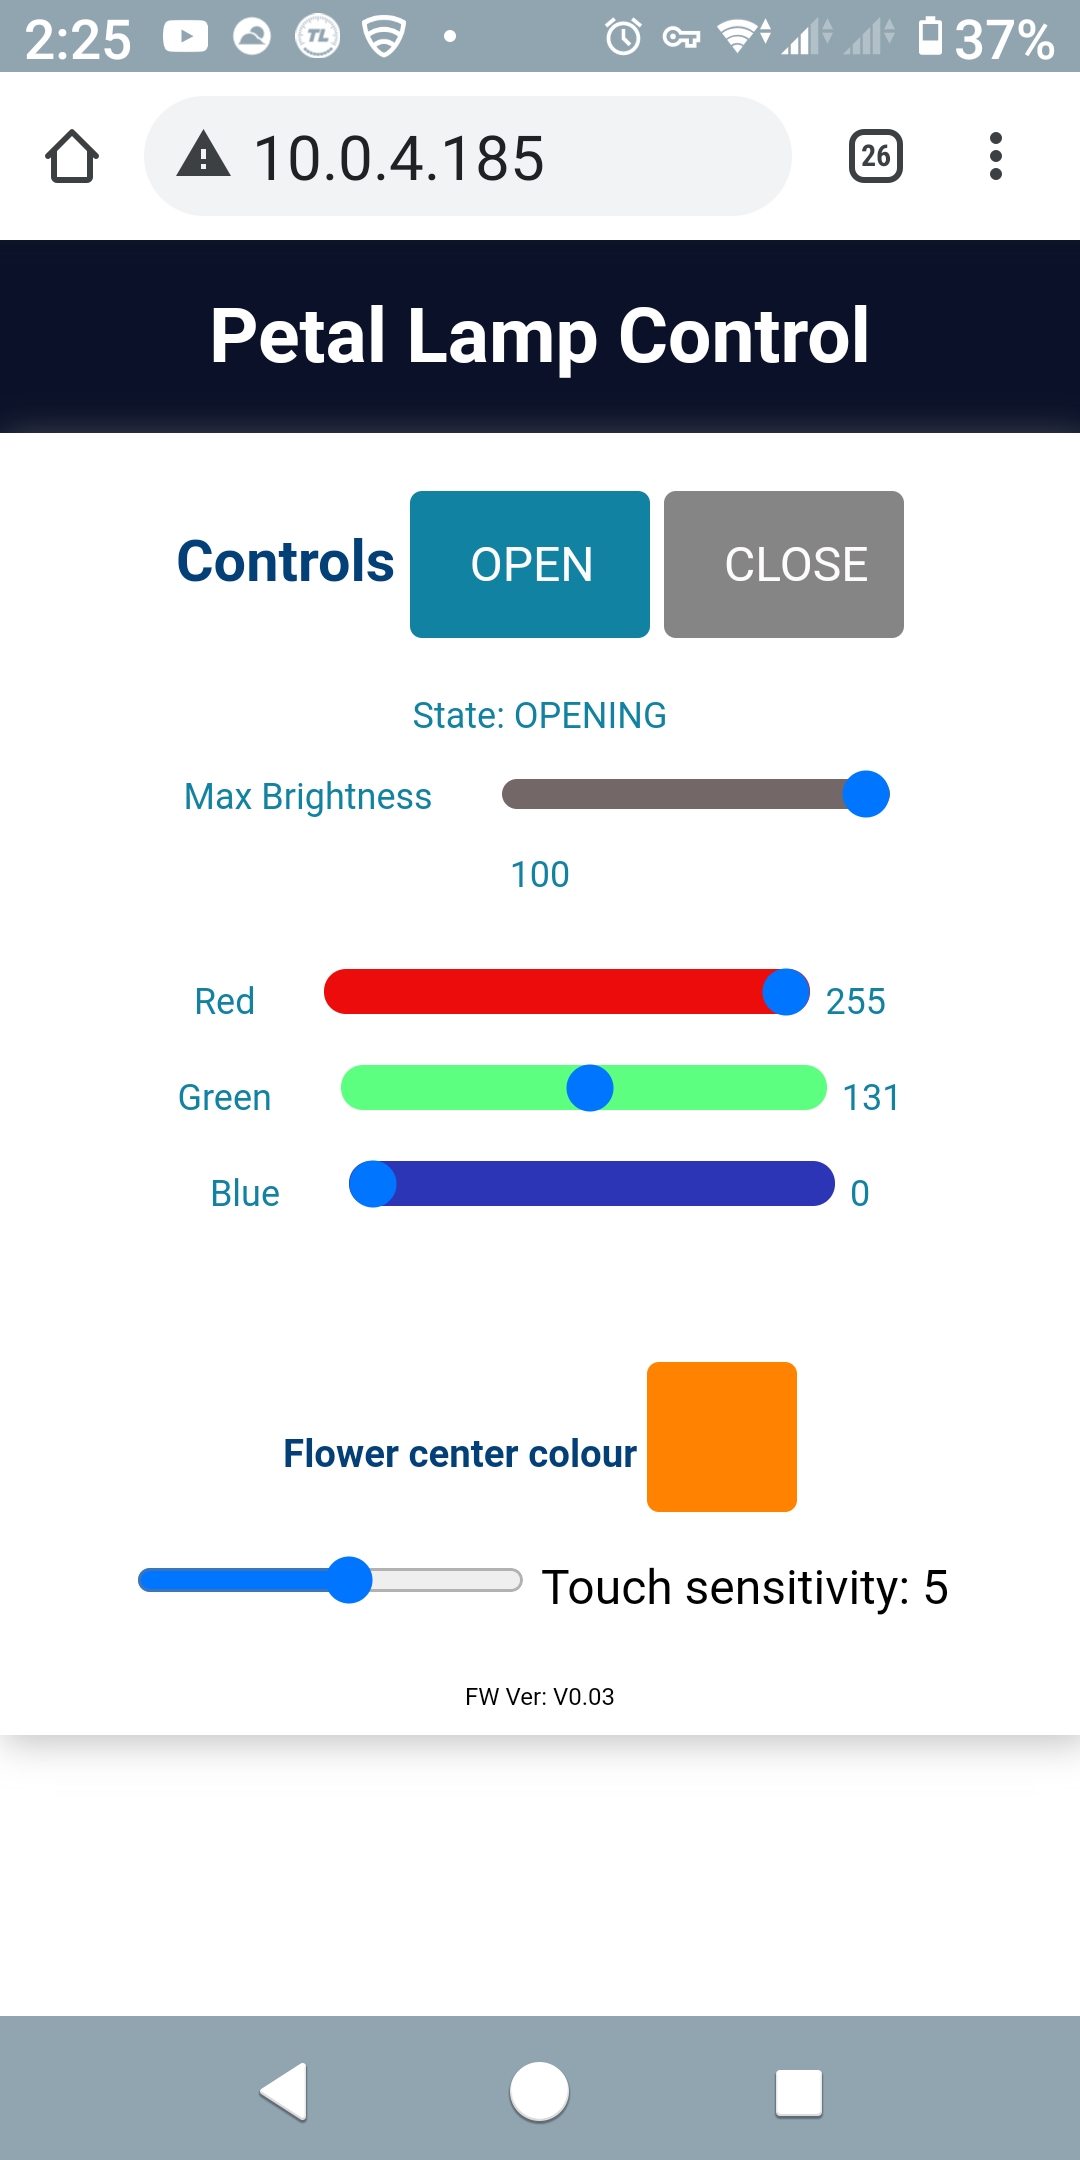 2:25 TL 37%
10.0.4.185 26
Petal Lamp Control
Controls OPEN CLOSE
State: OPENING
Max Brightness
100
Red 255
Green 131
Blue 0
Flower center colour
Touch sensitivity: 5
FW Ver: V0.03